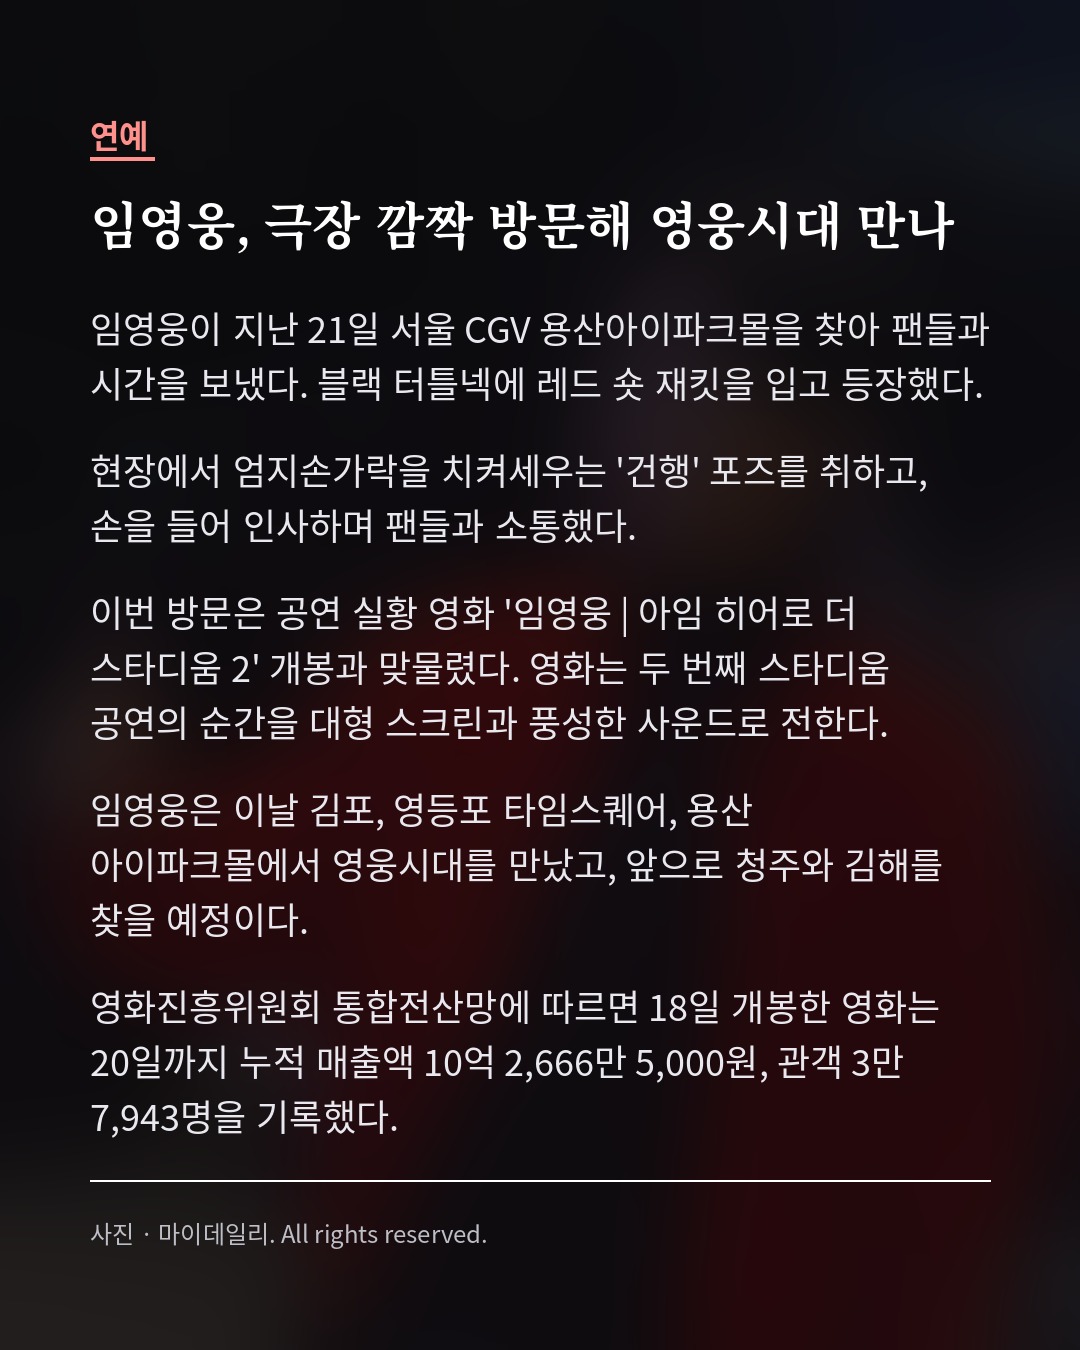 연예
임영웅, 극장 깜짝 방문해 영웅시대 만나
임영웅이 지난 21일 서울 CGV 용산아이파크몰을 찾아 팬들과
시간을 보냈다. 블랙 터틀넥에 레드 숏 재킷을 입고 등장했다.
현장에서 엄지손가락을 치켜세우는 '건행' 포즈를 취하고,
손을 들어 인사하며 팬들과 소통했다.
이번 방문은 공연 실황 영화 '임영웅 | 아임 히어로 더
스타디움 2' 개봉과 맞물렸다. 영화는 두 번째 스타디움
공연의 순간을 대형 스크린과 풍성한 사운드로 전한다.
임영웅은 이날 김포, 영등포 타임스퀘어, 용산
아이파크몰에서 영웅시대를 만났고, 앞으로 청주와 김해를
찾을 예정이다.
영화진흥위원회 통합전산망에 따르면 18일 개봉한 영화는
20일까지 누적 매출액 10억 2,666만 5,000원, 관객 3만
7,943명을 기록했다.
사진 · 마이데일리. All rights reserved.